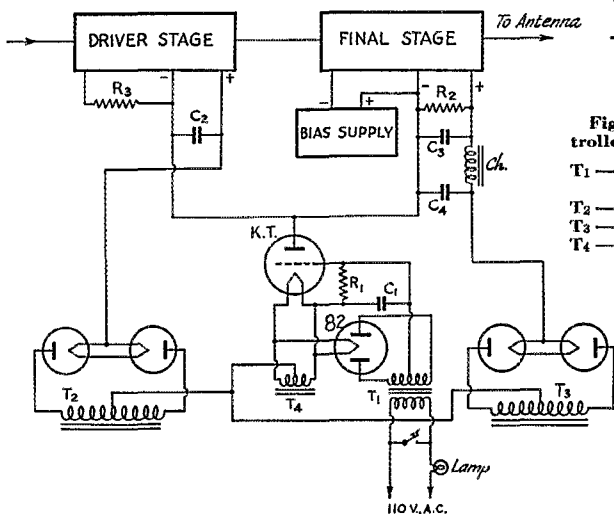 To Antenna
DRIVER STAGE
FINAL STAGE
- +
- + - +
R3
R2
C2
BIAS SUPPLY
C3
Ch.
C4
Fig
trolle
T1 —
T2 —
T3 —
T4 —
K.T.
R1
C1
82
T2
T4
T1
T3
Lamp
110 V. A.C.